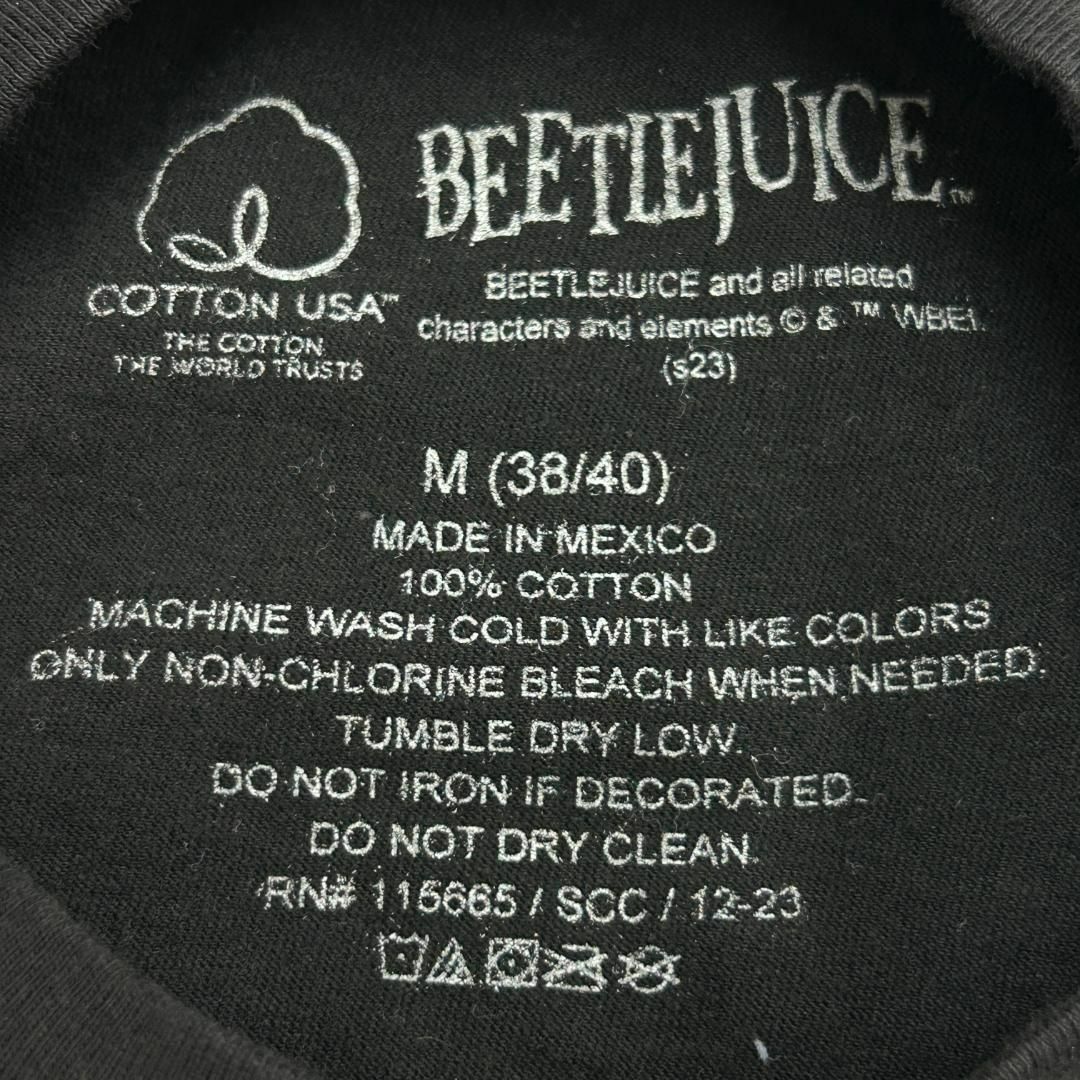 BEETLEJUICE™
COTTON USA™
THE COTTON
THE WORLD TRUSTS
BEETLEJUICE and all related
characters and elements © & ™ WBEI.
(s23)
M (38/40)
MADE IN MEXICO
100% COTTON
MACHINE WASH COLD WITH LIKE COLORS
ONLY NON-CHLORINE BLEACH WHEN NEEDED.
TUMBLE DRY LOW.
DO NOT IRON IF DECORATED.
DO NOT DRY CLEAN.
RN# 115665 / SCC / 12-23